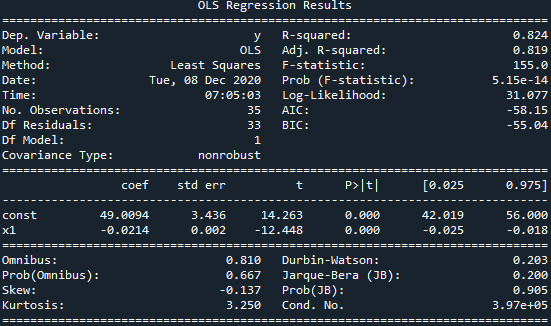 OLS Regression Results
==============================================================================
Dep. Variable: y R-squared: 0.824
Model: OLS Adj. R-squared: 0.819
Method: Least Squares F-statistic: 155.0
Date: Tue, 08 Dec 2020 Prob (F-statistic): 5.15e-14
Time: 07:05:03 Log-Likelihood: 31.077
No. Observations: 35 AIC: -58.15
Df Residuals: 33 BIC: -55.04
Df Model: 1
Covariance Type: nonrobust
==============================================================================
coef std err t P>|t| [0.025 0.975]
------------------------------------------------------------------------------
const 49.0094 3.436 14.263 0.000 42.019 56.000
x1 -0.0214 0.002 -12.448 0.000 -0.025 -0.018
==============================================================================
Omnibus: 0.810 Durbin-Watson: 0.203
Prob(Omnibus): 0.667 Jarque-Bera (JB): 0.200
Skew: -0.137 Prob(JB): 0.905
Kurtosis: 3.250 Cond. No. 3.97e+05
==============================================================================